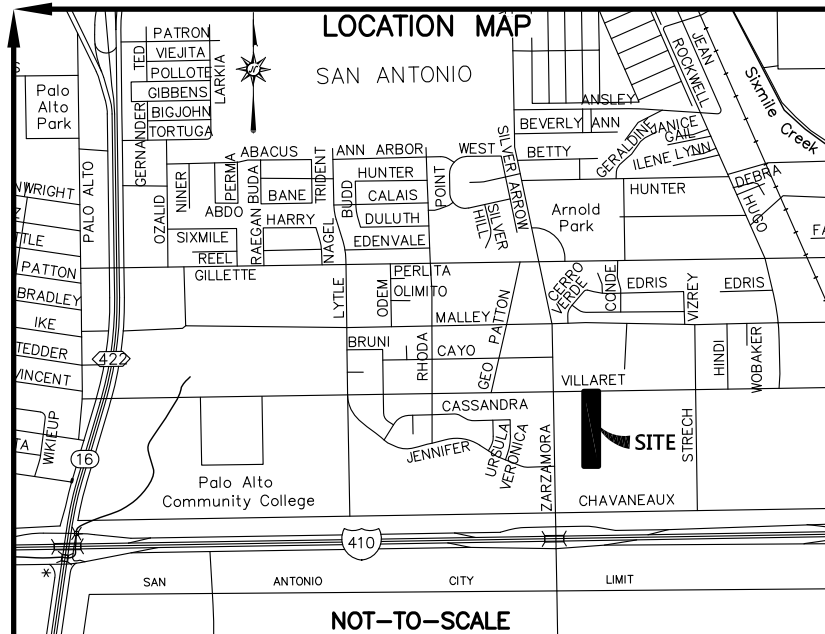 LOCATION MAP
SAN ANTONIO
PATRON
VIEJITA
POLLOTE
GIBBENS
BIGJOHN
TORTUGA
TED
LARKIA
GERNANDER
N
Palo
Alto
Park
PALO ALTO
OZALID
NINER
PERMA
ABACUS
BUDA
BANE
TRIDENT
ABDO
RAEGAN
HARRY
NAGEL
SIXMILE
REEL
GILLETTE
ANN ARBOR
HUNTER
CALAIS
DULUTH
EDENVALE
BUDD
POINT
WEST
SILVER ARROW
SILVER
HILL
ANSLEY
BEVERLY ANN
BETTY
GERALDINE
JANICE
GAIL
ILENE LYNN
JEAN
ROCKWELL
Sixmile Creek
HUNTER
DEBRA
HUGO
Arnold
Park
WRIGHT
PATTON
BRADLEY
IKE
TEDDER
VINCENT
WIKIEUP
422
16
LYTLE
ODEM
PERLITA
OLIMITO
MALLEY
GEO PATTON
CERRO
VERDE
CONDE
EDRIS
VIZREY
EDRIS
BRUNI
RHODA
CAYO
VILLARET
HINDI
WOBAKER
CASSANDRA
JENNIFER
URSULA
VERONICA
ZARZAMORA
SITE
STRECH
Palo Alto
Community College
CHAVANEAUX
410
*
SAN ANTONIO CITY LIMIT
NOT-TO-SCALE